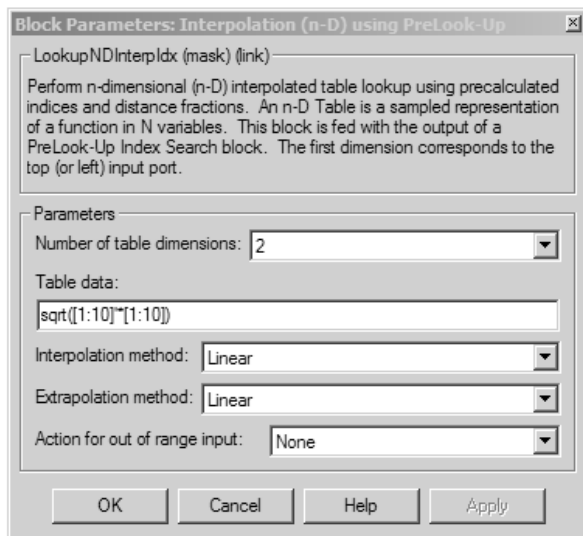 Block Parameters: Interpolation (n-D) using PreLook-Up
LookupNDInterpIdx (mask) (link)
Perform n-dimensional (n-D) interpolated table lookup using precalculated
indices and distance fractions. An n-D Table is a sampled representation
of a function in N variables. This block is fed with the output of a
PreLook-Up Index Search block. The first dimension corresponds to the
top (or left) input port.
Parameters
Number of table dimensions: 2
Table data:
sqrt([1:10]'*[1:10])
Interpolation method: Linear
Extrapolation method: Linear
Action for out of range input: None
OK Cancel Help Apply